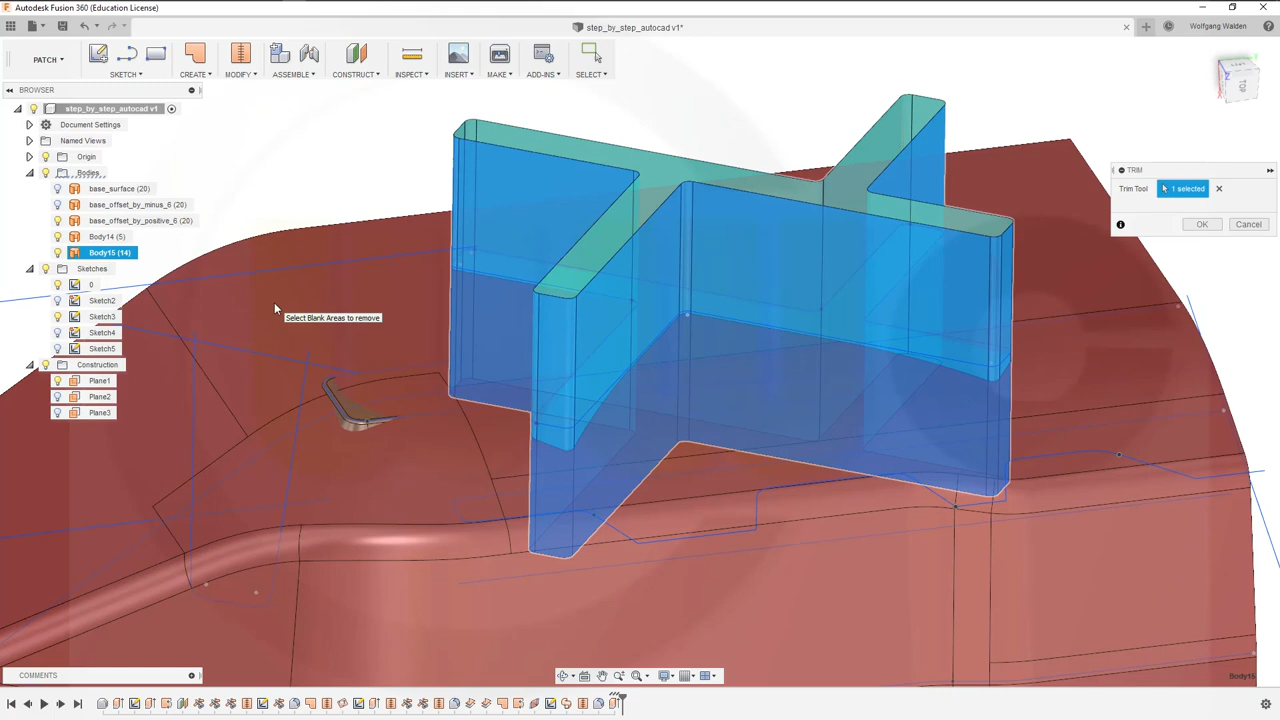 Autodesk Fusion 360 (Education License)
step_by_step_autocad v1*
Wolfgang Walden
PATCH
SKETCH
CREATE
MODIFY
ASSEMBLE
CONSTRUCT
INSPECT
INSERT
MAKE
ADD-INS
SELECT
TOP
BROWSER
step_by_step_autocad v1
Document Settings
Named Views
Origin
Bodies
base_surface (20)
base_offset_by_minus_6 (20)
base_offset_by_positive_6 (20)
Body14 (5)
Body15 (14)
Sketches
0
Sketch2
Sketch3
Sketch4
Sketch5
Construction
Plane1
Plane2
Plane3
TRIM
Trim Tool
1 selected
OK
Cancel
Select Blank Areas to remove
COMMENTS